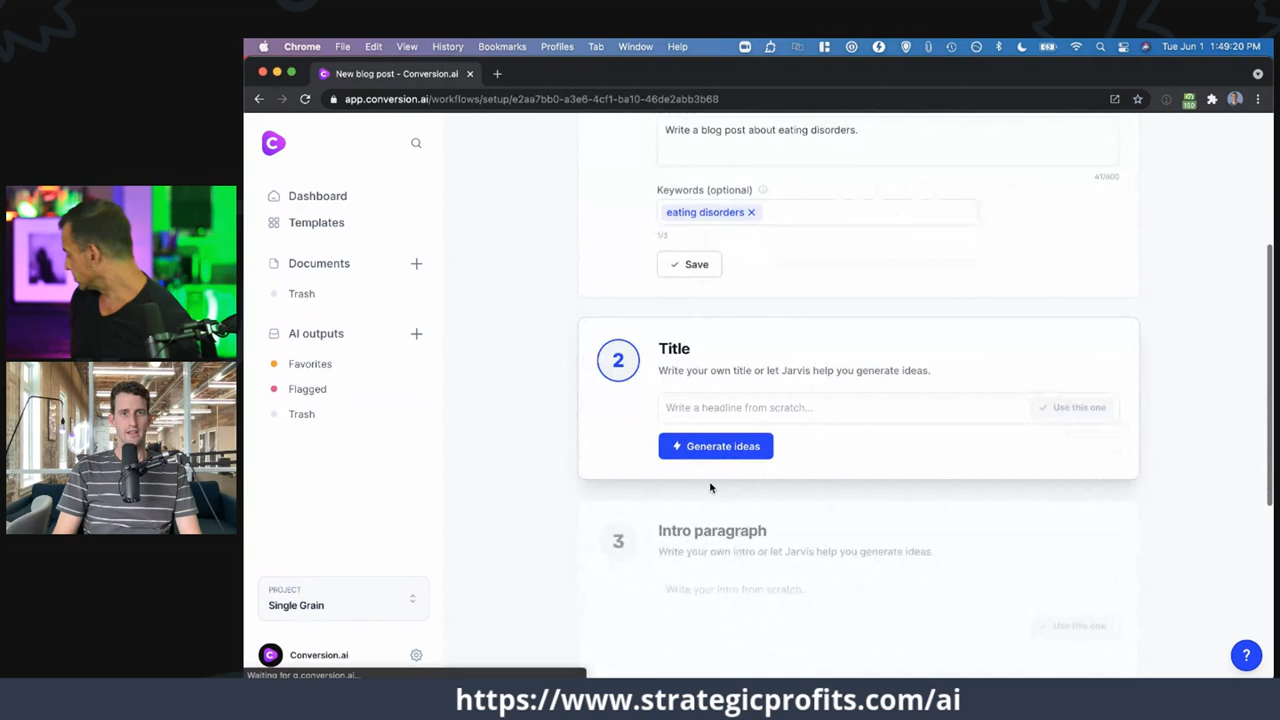 Chrome File Edit View History Bookmarks Profiles Tab Window Help Tue Jun 1 1:49:20 PM
New blog post - Conversion.ai
app.conversion.ai/workflows/setup/e2aa7bb0-a3e6-4cf1-ba10-46de2abb3b68
150
Write a blog post about eating disorders.
41/600
Dashboard
Keywords (optional)
Templates
eating disorders
1/3
Documents
Save
Trash
AI outputs
Favorites
Flagged
Trash
2
Title
Write your own title or let Jarvis help you generate ideas.
Write a headline from scratch...
Use this one
Generate ideas
3
Intro paragraph
Write your own intro or let Jarvis help you generate ideas.
Write your intro from scratch...
Use this one
PROJECT
Single Grain
Conversion.ai
?
Waiting for g.conversion.ai...
https://www.strategicprofits.com/ai